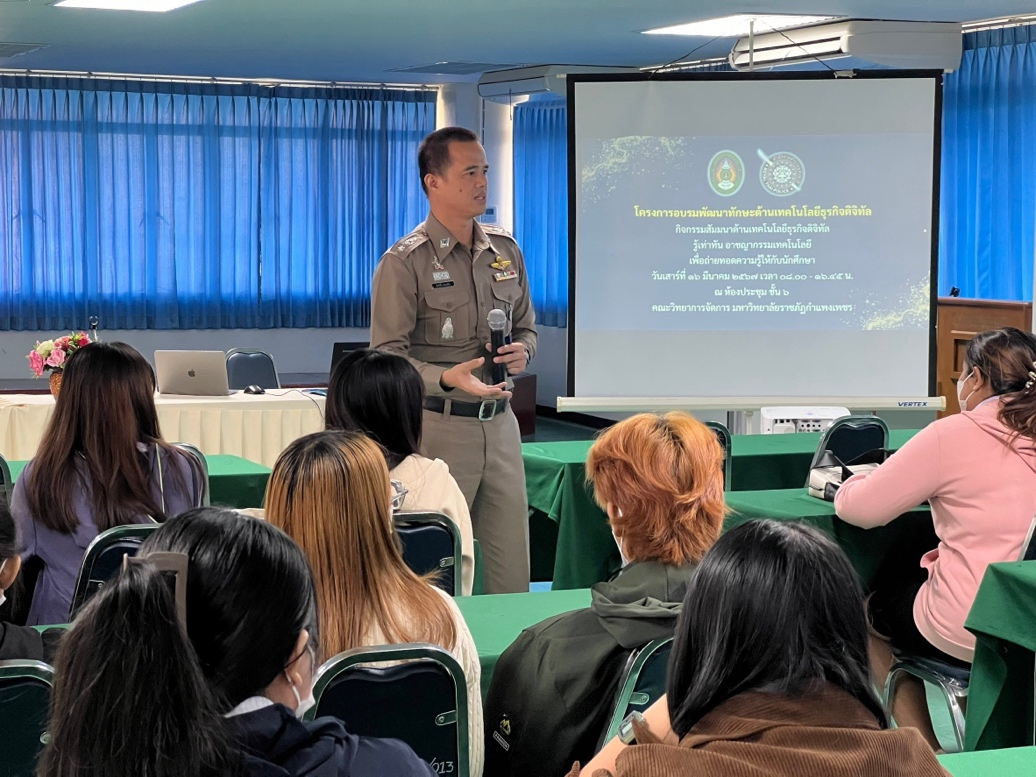 โครงการอบรมพัฒนาทักษะด้านเทคโนโลยีธุรกิจดิจิทัล
กิจกรรมสัมมนาด้านเทคโนโลยีธุรกิจดิจิทัล
รู้เท่าทัน อาชญากรรมเทคโนโลยี
เพื่อถ่ายทอดความรู้ให้กับนักศึกษา
วันเสาร์ที่ ๑๖ มีนาคม ๒๕๖๗ เวลา ๐๘.๐๐ - ๑๖.๔๕ น.
ณ ห้องประชุม ชั้น ๖
คณะวิทยาการจัดการ มหาวิทยาลัยราชภัฏกำแพงเพชร
VERTEX